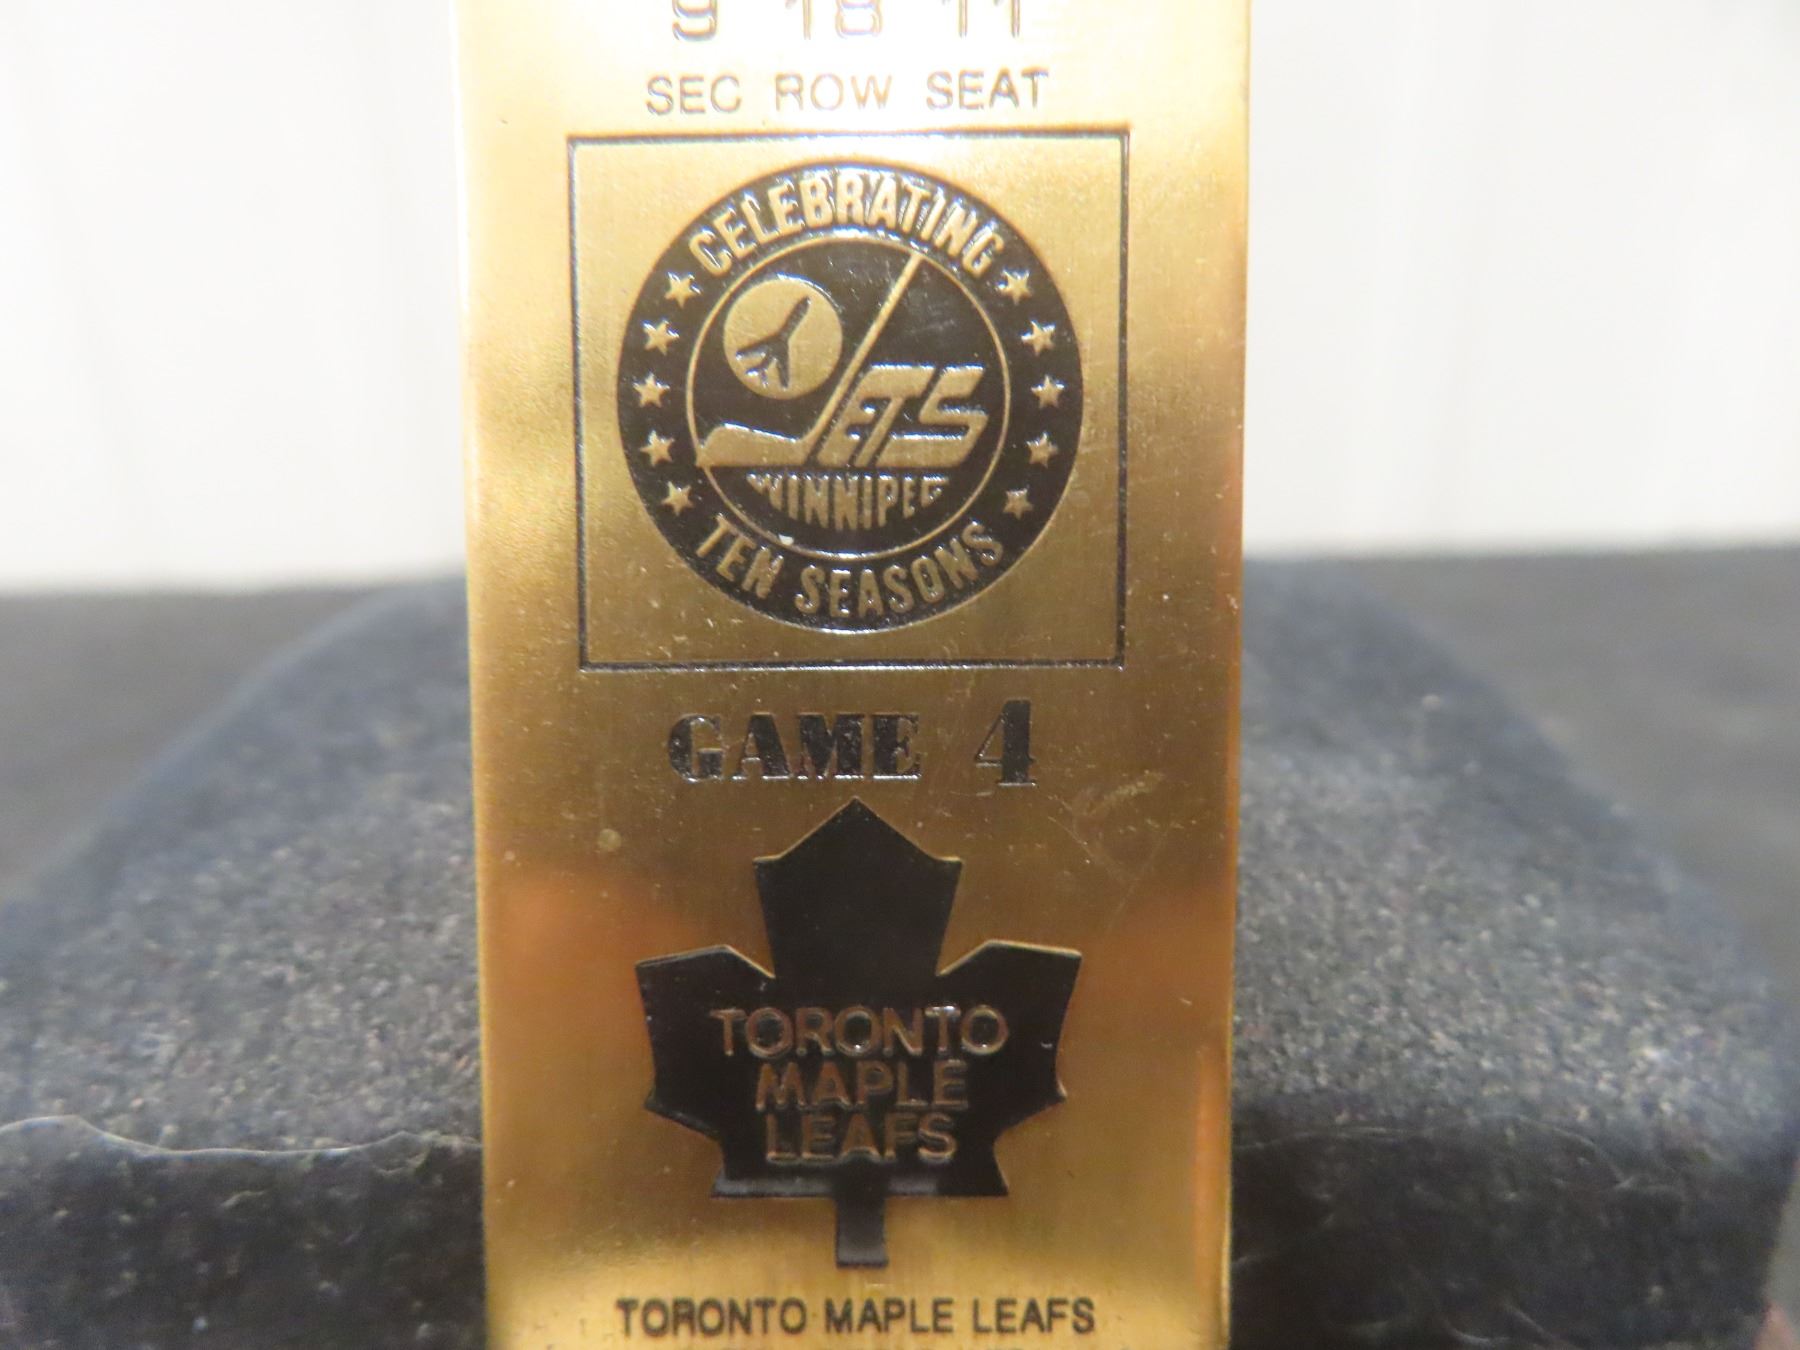 9 18 11
SEC ROW SEAT
CELEBRATING
JETS
WINNIPEG
TEN SEASONS
GAME 4
TORONTO
MAPLE
LEAFS
TORONTO MAPLE LEAFS